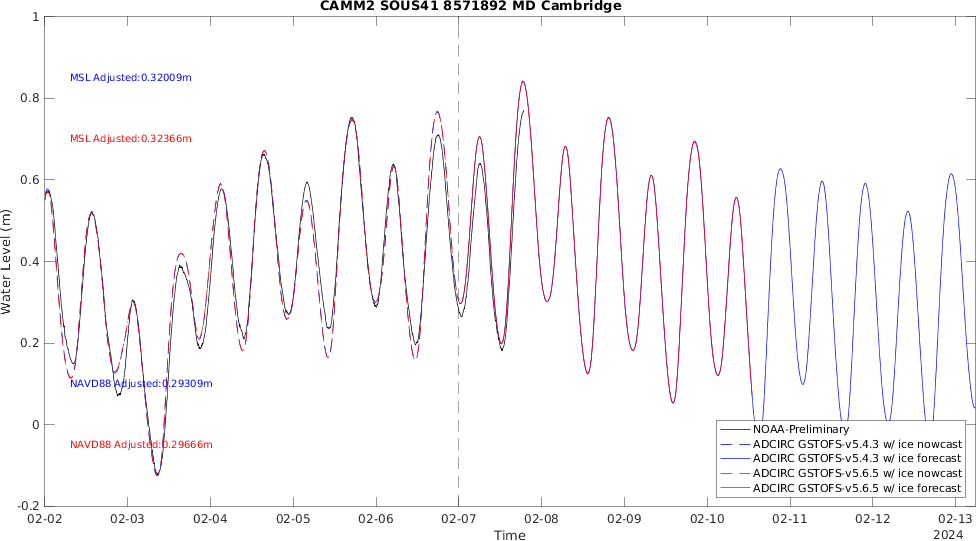 CAMM2 SOUS41 8571892 MD Cambridge
1
0.8
0.6
0.4
0.2
0
-0.2
Water Level (m)
MSL Adjusted:0.32009m
MSL Adjusted:0.32366m
NAVD88 Adjusted:0.29309m
NAVD88 Adjusted:0.29666m
NOAA-Preliminary
ADCIRC GSTOFS-v5.4.3 w/ ice nowcast
ADCIRC GSTOFS-v5.4.3 w/ ice forecast
ADCIRC GSTOFS-v5.6.5 w/ ice nowcast
ADCIRC GSTOFS-v5.6.5 w/ ice forecast
02-02 02-03 02-04 02-05 02-06 02-07 02-08 02-09 02-10 02-11 02-12 02-13
Time
2024